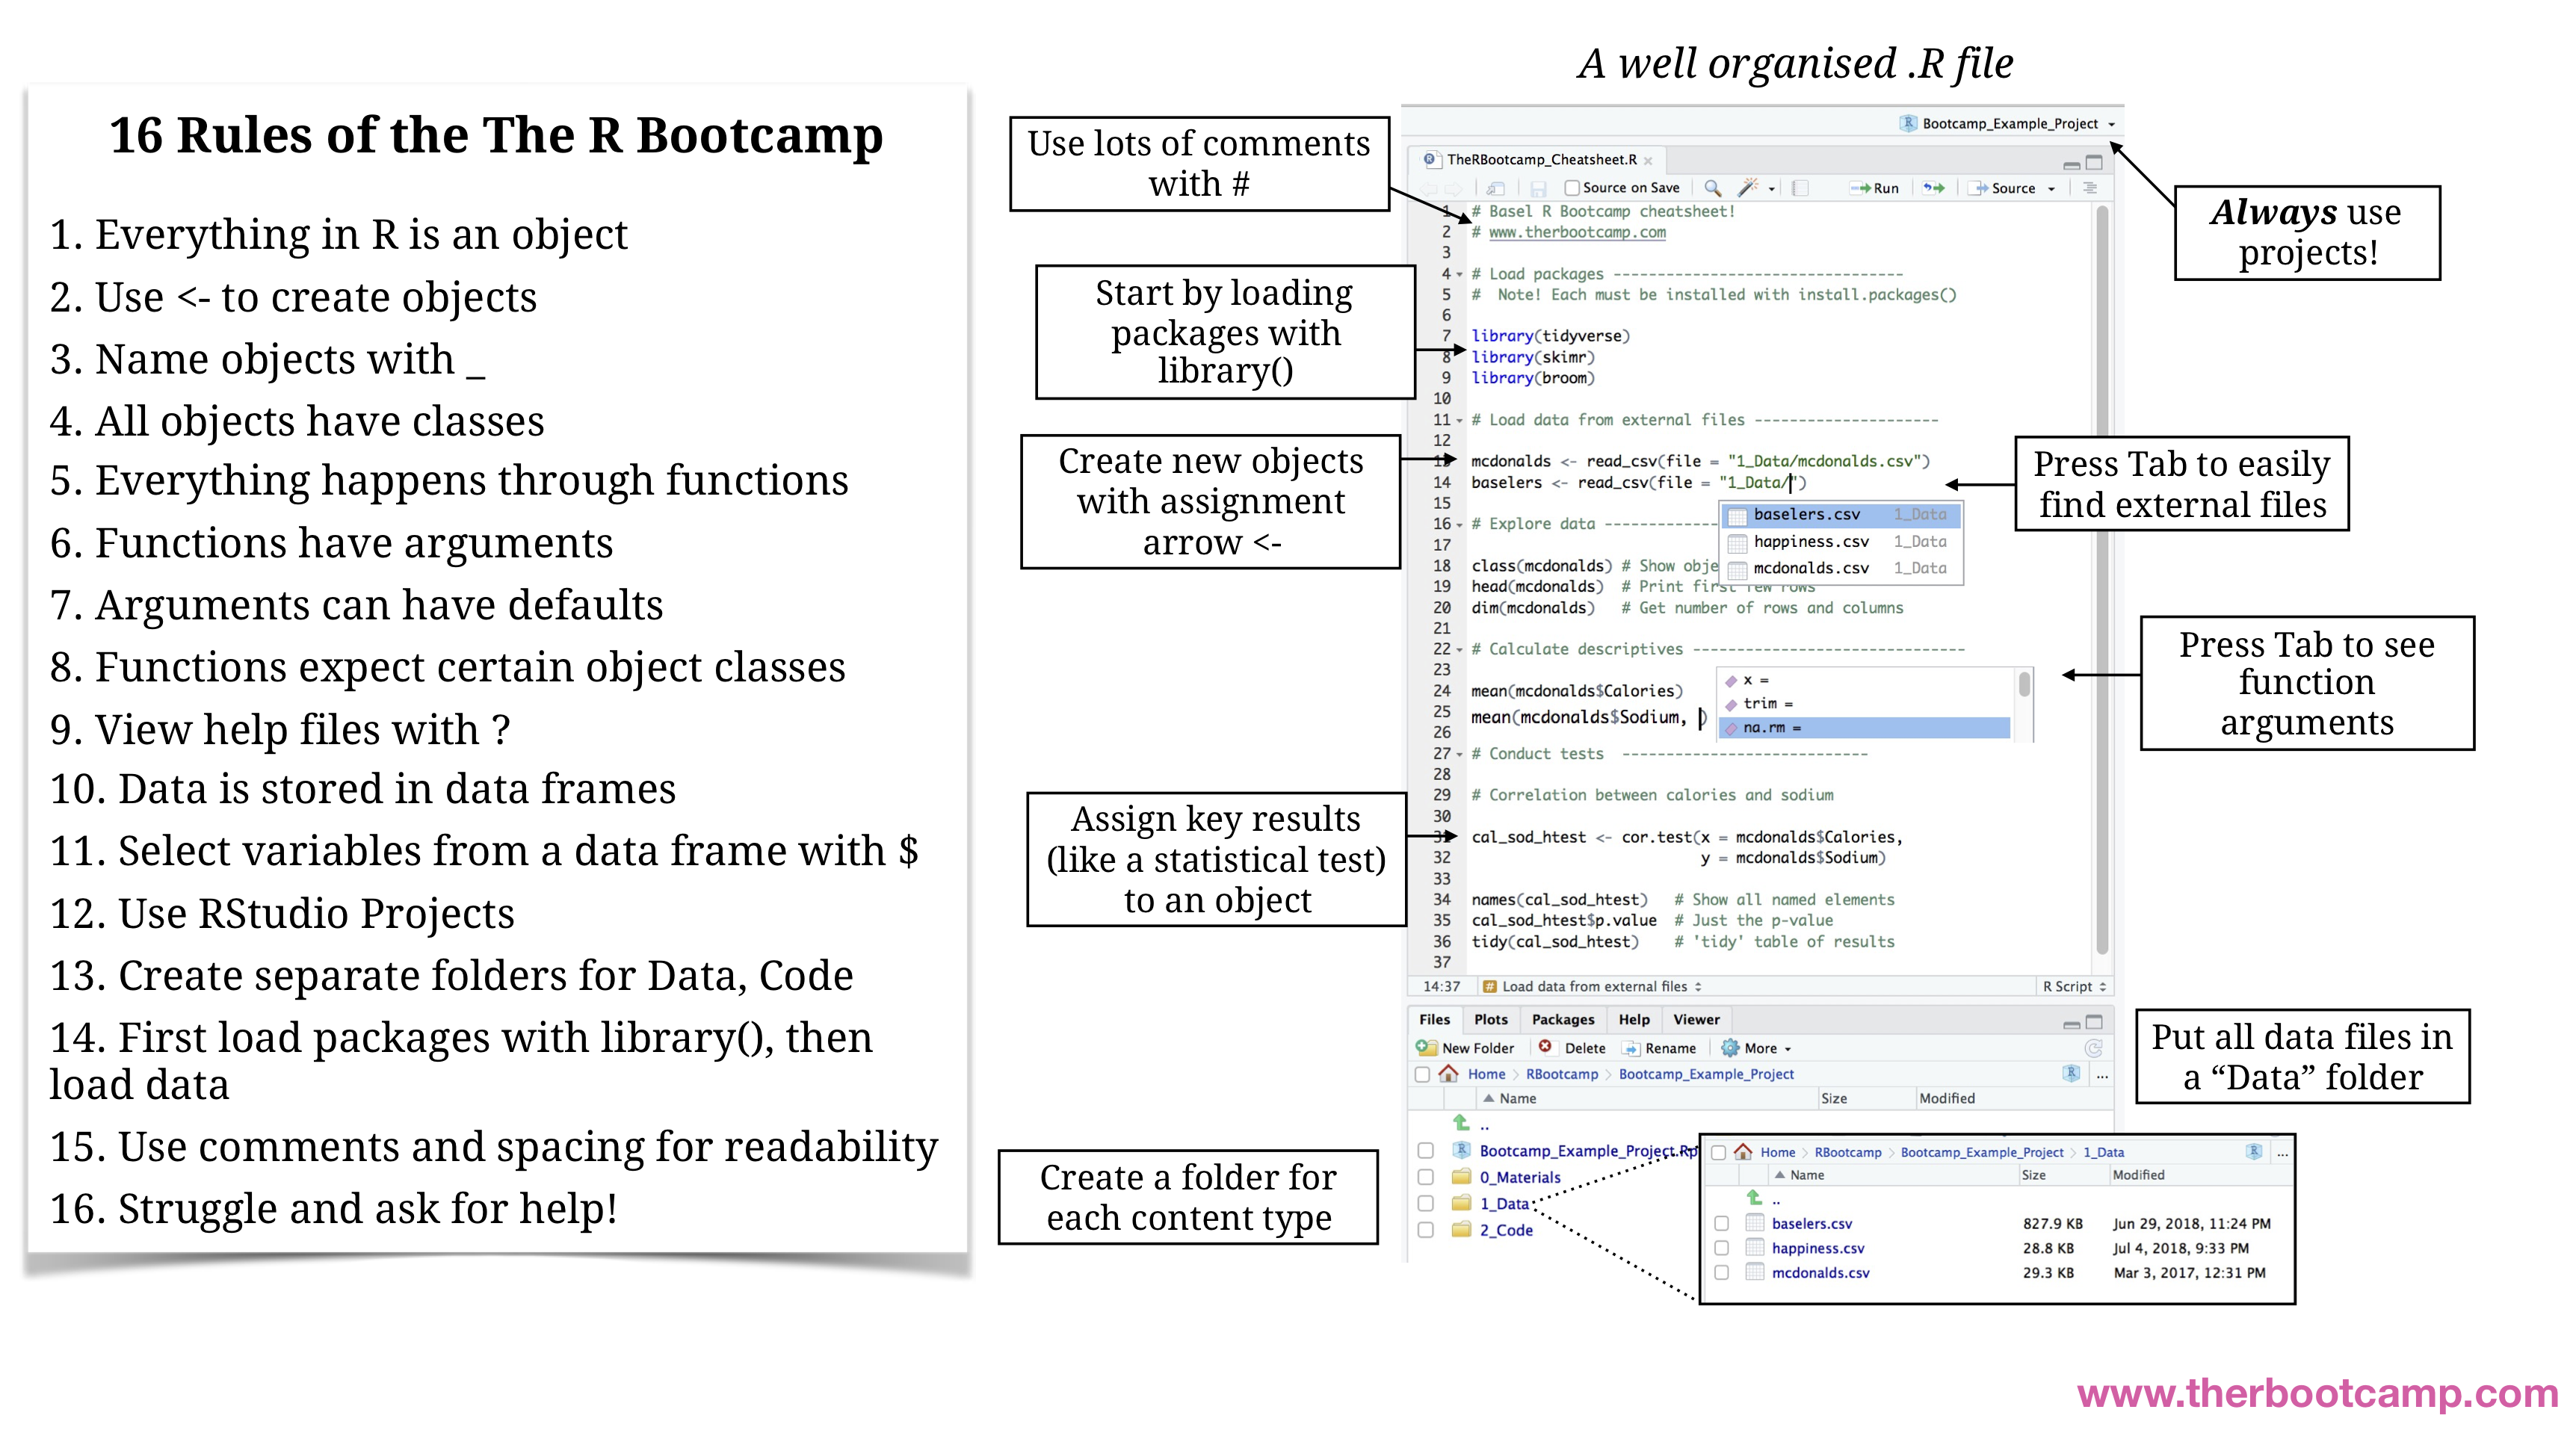 A well organised .R file
16 Rules of the The R Bootcamp
1. Everything in R is an object
2. Use <- to create objects
3. Name objects with _
4. All objects have classes
5. Everything happens through functions
6. Functions have arguments
7. Arguments can have defaults
8. Functions expect certain object classes
9. View help files with ?
10. Data is stored in data frames
11. Select variables from a data frame with $
12. Use RStudio Projects
13. Create separate folders for Data, Code
14. First load packages with library(), then
load data
15. Use comments and spacing for readability
16. Struggle and ask for help!
Use lots of comments
with #
Start by loading
packages with
library()
Create new objects
with assignment
arrow <-
Assign key results
(like a statistical test)
to an object
Create a folder for
each content type
Bootcamp_Example_Project
TheRBootcamp_Cheatsheet.R
Source on Save Run Source
1 # Basel R Bootcamp cheatsheet!
2 # www.therbootcamp.com
3
4 # Load packages ---------------------------------
5 #  Note! Each must be installed with install.packages()
6
7 library(tidyverse)
8 library(skimr)
9 library(broom)
10
11 # Load data from external files ---------------------
12
13 mcdonalds <- read_csv(file = "1_Data/mcdonalds.csv")
14 baselers <- read_csv(file = "1_Data/")
baselers.csv 1_Data
happiness.csv 1_Data
mcdonalds.csv 1_Data
15
16 # Explore data -------------
17
18 class(mcdonalds) # Show obje
19 head(mcdonalds)  # Print first few rows
20 dim(mcdonalds)   # Get number of rows and columns
21
22 # Calculate descriptives -------------------------------
23
24 mean(mcdonalds$Calories)
25 mean(mcdonalds$Sodium, )
x =
trim =
na.rm =
26
27 # Conduct tests  ----------------------------
28
29 # Correlation between calories and sodium
30
31 cal_sod_htest <- cor.test(x = mcdonalds$Calories,
32 y = mcdonalds$Sodium)
33
34 names(cal_sod_htest)   # Show all named elements
35 cal_sod_htest$p.value  # Just the p-value
36 tidy(cal_sod_htest)    # 'tidy' table of results
37
14:37 # Load data from external files R Script
Files Plots Packages Help Viewer
New Folder Delete Rename More
Home RBootcamp Bootcamp_Example_Project ...
Name Size Modified
..
Bootcamp_Example_Project.Rp
0_Materials
1_Data
2_Code
Home RBootcamp Bootcamp_Example_Project 1_Data ...
Name Size Modified
..
baselers.csv 827.9 KB Jun 29, 2018, 11:24 PM
happiness.csv 28.8 KB Jul 4, 2018, 9:33 PM
mcdonalds.csv 29.3 KB Mar 3, 2017, 12:31 PM
Always use
projects!
Press Tab to easily
find external files
Press Tab to see
function
arguments
Put all data files in
a “Data” folder
www.therbootcamp.com